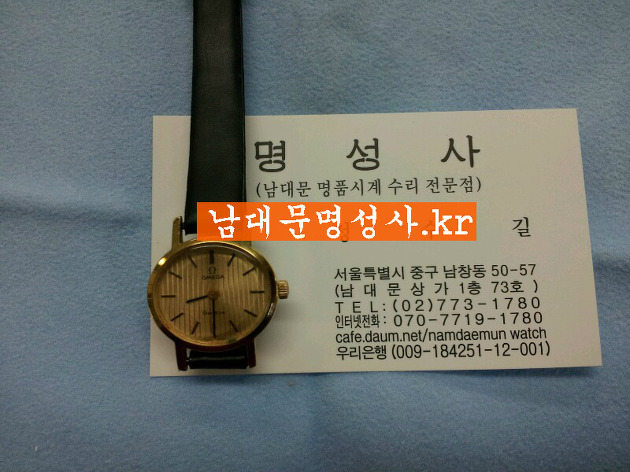 명 성 사
(남대문 명품시계 수리 전문점)
남대문명성사.kr
길
서울특별시 중구 남창동 50-57
(남 대 문 상 가 1층 73호 )
T E L : (02)773-1780
인터넷전화 : 070-7719-1780
cafe.daum.net/namdaemun watch
우리은행 (009-184251-12-001)
OMEGA
Genève